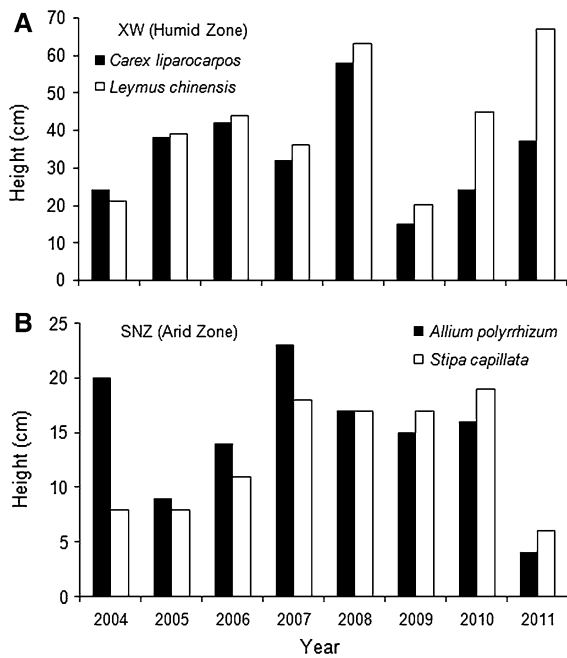 A
XW (Humid Zone)
Carex liparocarpos
Leymus chinensis
Height (cm)
70
60
50
40
30
20
10
0
B
SNZ (Arid Zone)
Allium polyrrhizum
Stipa capillata
Height (cm)
25
20
15
10
5
0
2004 2005 2006 2007 2008 2009 2010 2011
Year